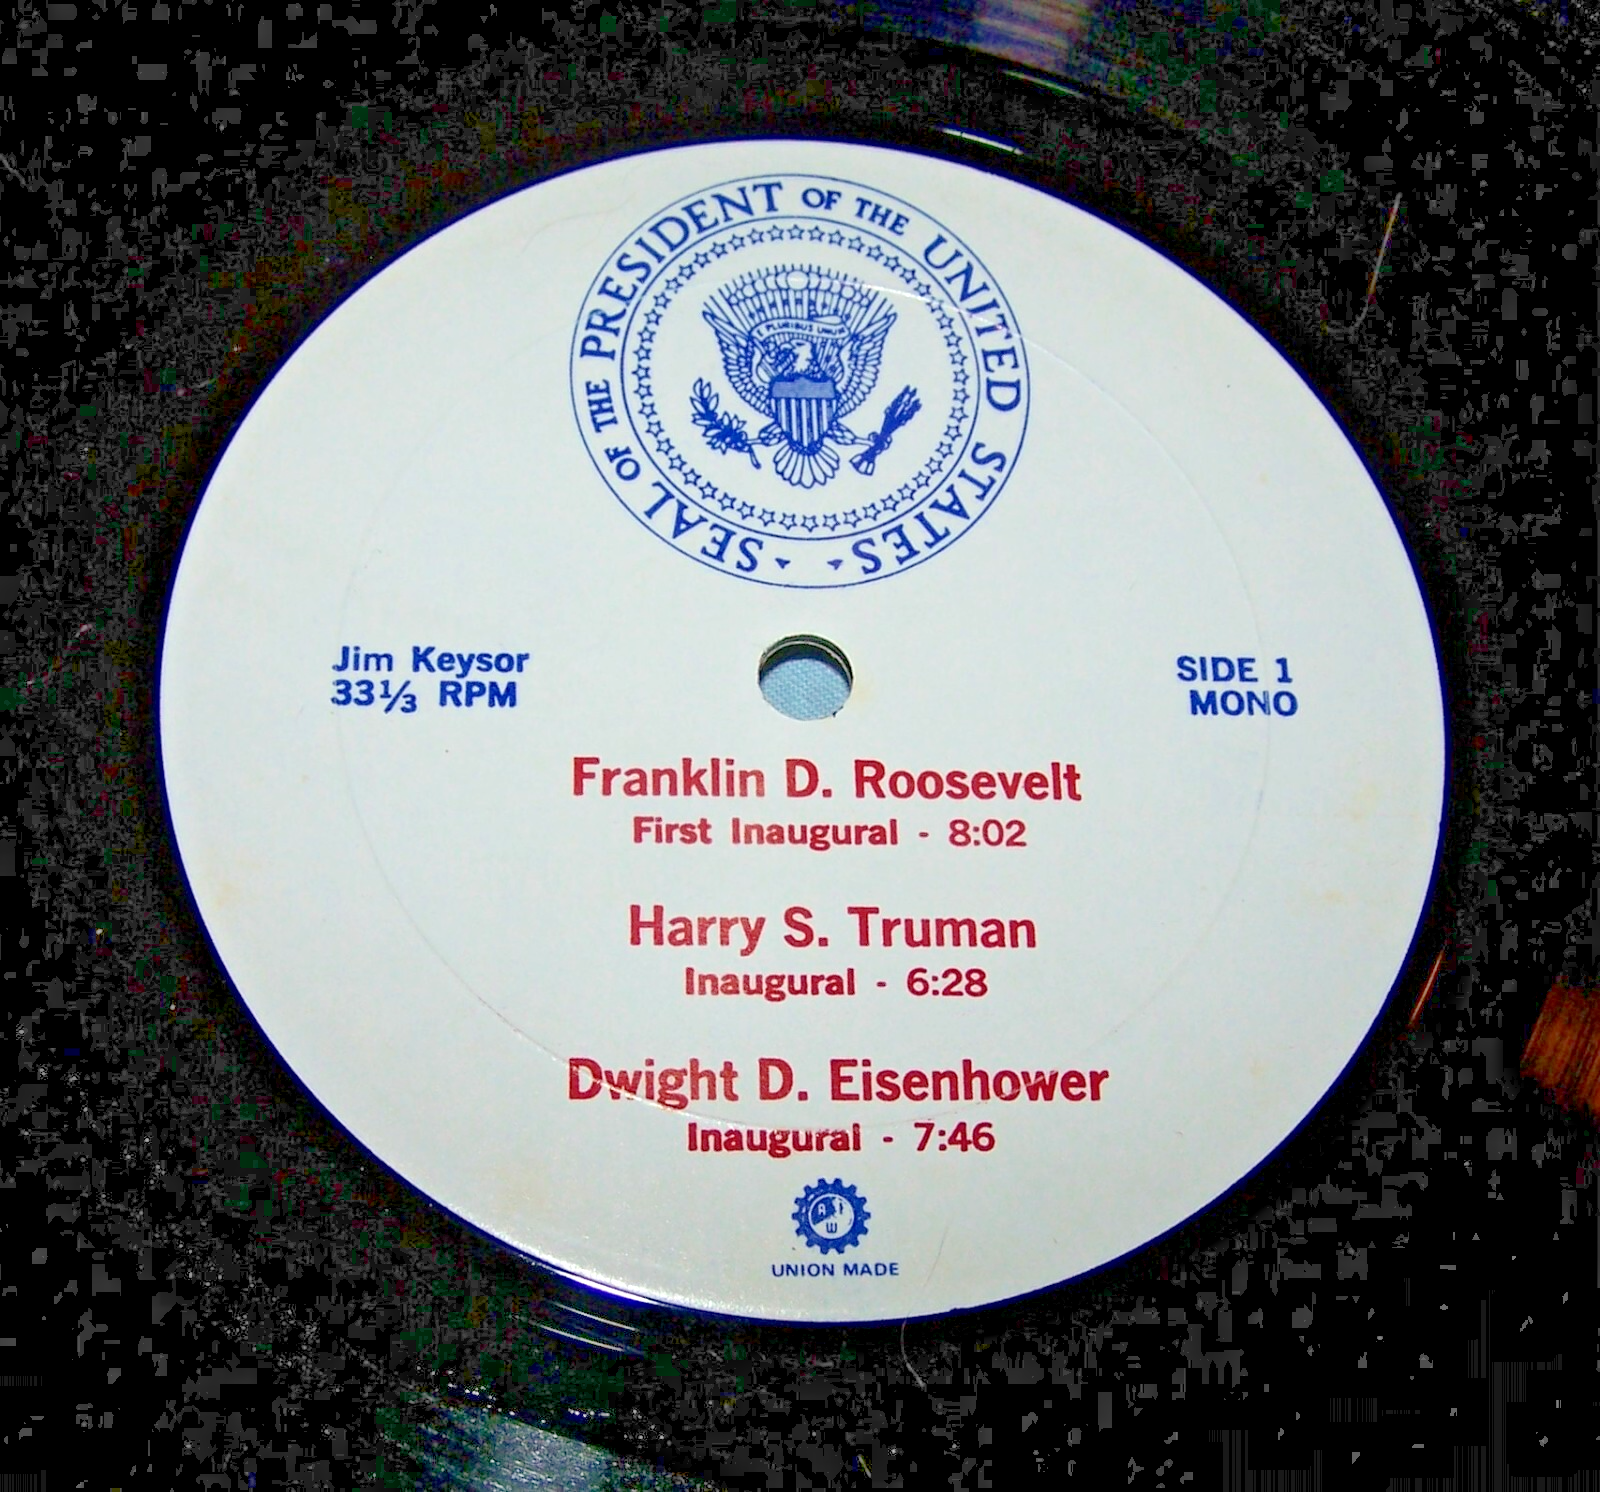 SEAL OF THE PRESIDENT OF THE UNITED STATES
E PLURIBUS UNUM
Jim Keysor
33⅓ RPM
SIDE 1
MONO
Franklin D. Roosevelt
First Inaugural - 8:02
Harry S. Truman
Inaugural - 6:28
Dwight D. Eisenhower
Inaugural - 7:46
UNION MADE